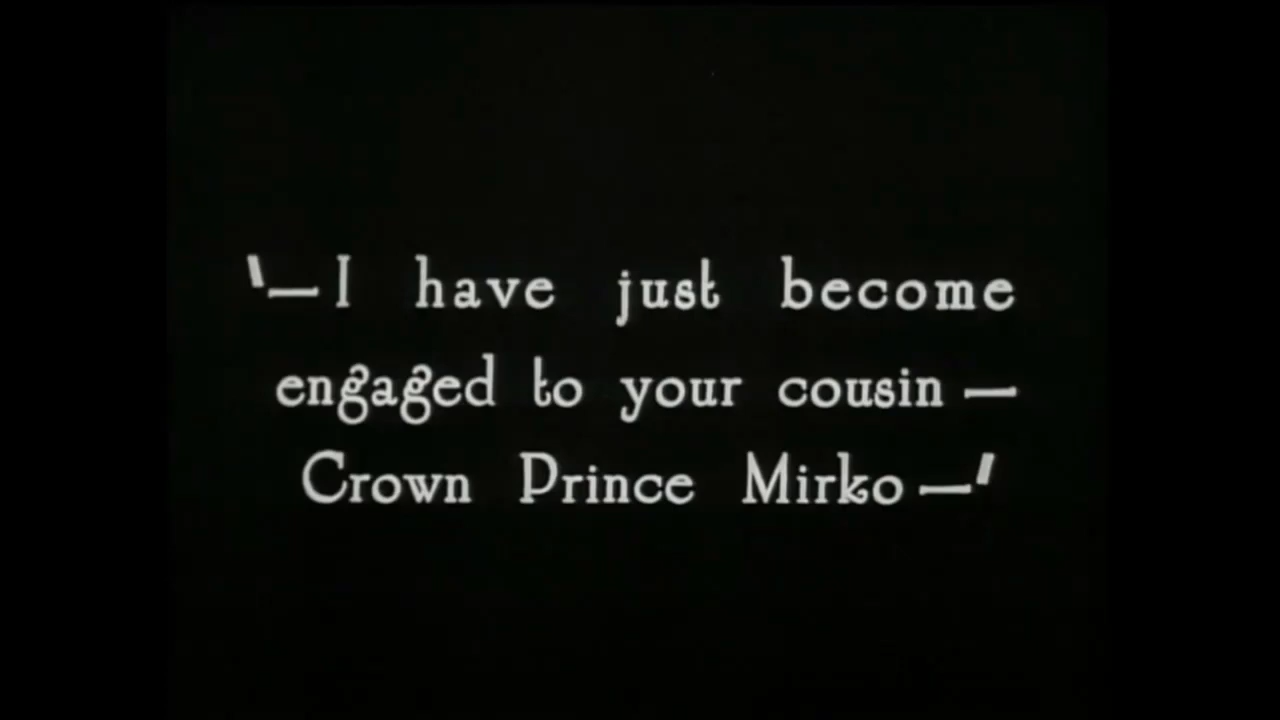 '—I have just become
engaged to your cousin —
Crown Prince Mirko —'